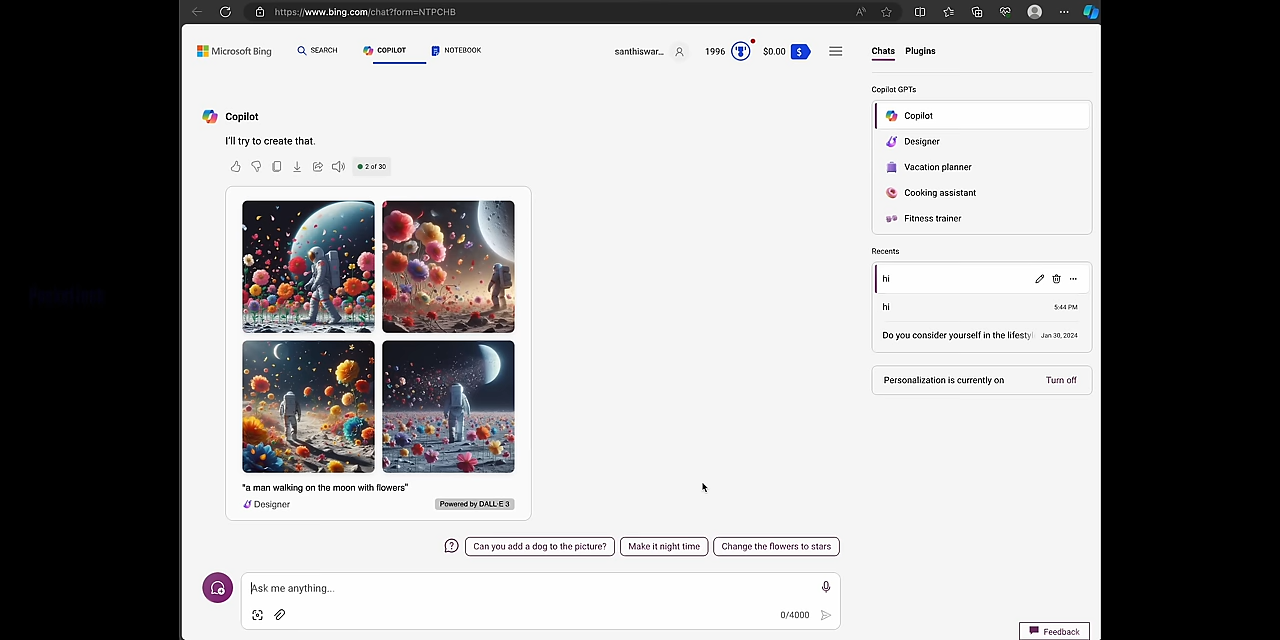 https://www.bing.com/chat?form=NTPCHB
Microsoft Bing
SEARCH
COPILOT
NOTEBOOK
santhiswar...
1996
$0.00
Chats
Plugins
Copilot
I'll try to create that.
2 of 30
"a man walking on the moon with flowers"
Designer
Powered by DALL·E 3
Can you add a dog to the picture?
Make it night time
Change the flowers to stars
Ask me anything...
0/4000
Copilot GPTs
Copilot
Designer
Vacation planner
Cooking assistant
Fitness trainer
Recents
hi
hi
5:44 PM
Do you consider yourself in the lifesty
Jan 30, 2024
Personalization is currently on
Turn off
Feedback